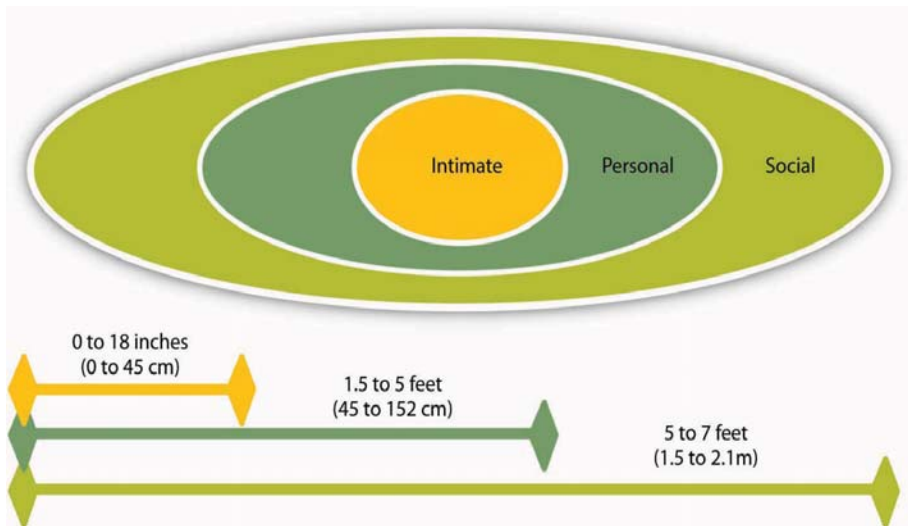 Intimate
Personal
Social
0 to 18 inches
(0 to 45 cm)
1.5 to 5 feet
(45 to 152 cm)
5 to 7 feet
(1.5 to 2.1m)